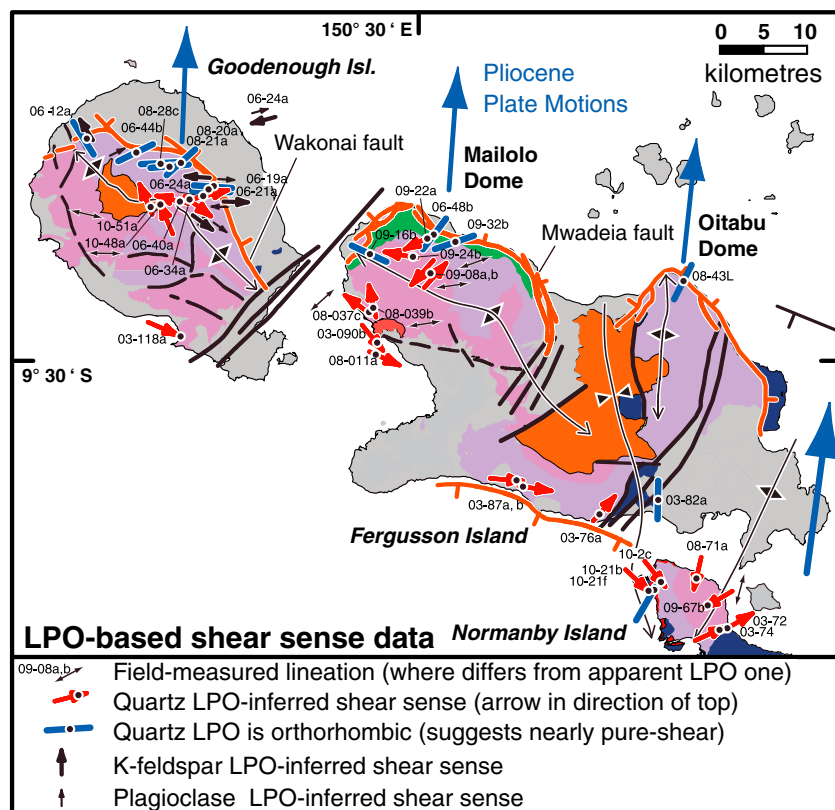 150° 30 ' E
0 5 10
kilometres
Goodenough Isl.
Pliocene
Plate Motions
06-12a
08-28c
06-44b
06-24a
08-20a
08-21a
Wakonai fault
Mailolo
Dome
09-22a
06-48b
06-24a
06-19a
06-21a
09-16b
09-32b
Oitabu
Dome
10-51a
10-48a
06-40a
06-34a
09-24b
09-08a,b
Mwadeia fault
08-43L
08-037c
08-039b
03-118a
03-090b
08-011a
9° 30 ' S
03-87a, b
03-82a
03-76a
Fergusson Island
10-2c
08-71a
10-21b
10-21f
09-67b
03-72
03-74
LPO-based shear sense data
Normanby Island
09-08a,b Field-measured lineation (where differs from apparent LPO one)
Quartz LPO-inferred shear sense (arrow in direction of top)
Quartz LPO is orthorhombic (suggests nearly pure-shear)
K-feldspar LPO-inferred shear sense
Plagioclase LPO-inferred shear sense